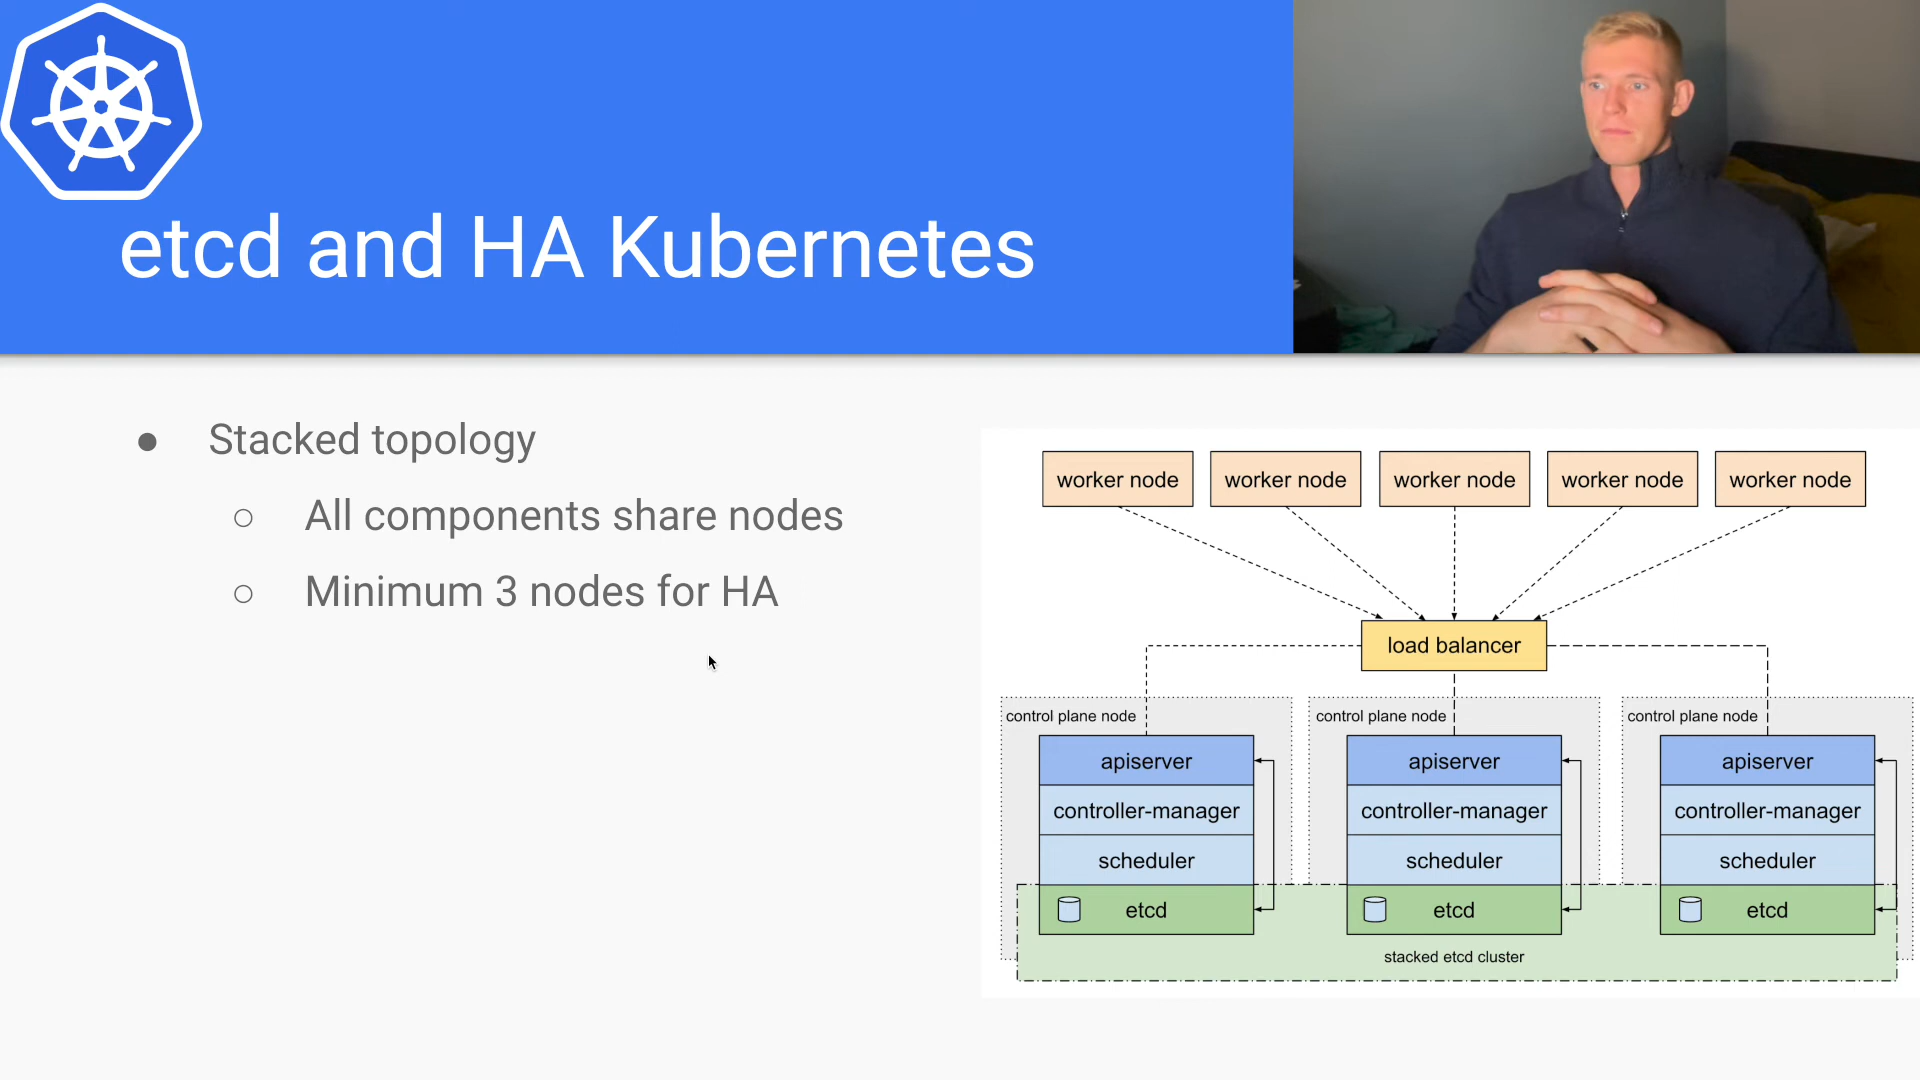 etcd and HA Kubernetes
Stacked topology
All components share nodes
Minimum 3 nodes for HA
worker node worker node worker node worker node worker node
load balancer
control plane node control plane node control plane node
apiserver apiserver apiserver
controller-manager controller-manager controller-manager
scheduler scheduler scheduler
etcd etcd etcd
stacked etcd cluster